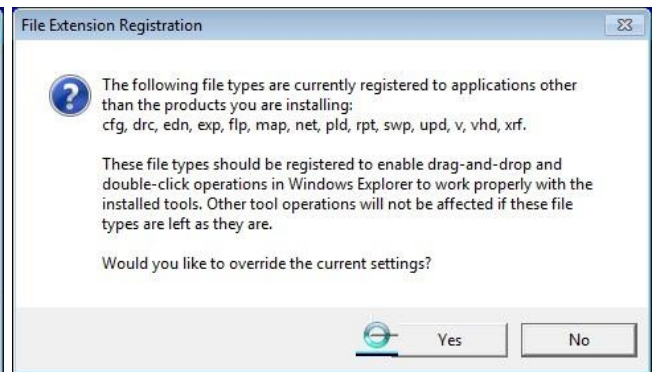 File Extension Registration
The following file types are currently registered to applications other
than the products you are installing:
cfg, drc, edn, exp, flp, map, net, pld, rpt, swp, upd, v, vhd, xrf.
These file types should be registered to enable drag-and-drop and
double-click operations in Windows Explorer to work properly with the
installed tools. Other tool operations will not be affected if these file
types are left as they are.
Would you like to override the current settings?
Yes
No